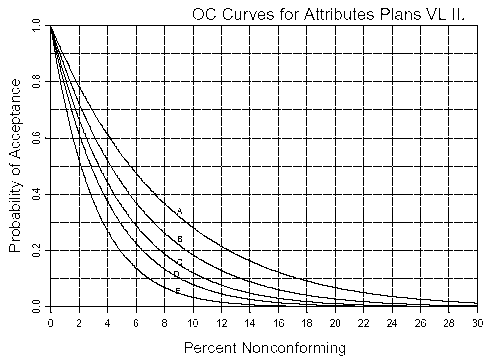 OC Curves for Attributes Plans VL II.
Probability of Acceptance
1.0
0.8
0.6
0.4
0.2
0.0
A
B
C
D
E
0 2 4 6 8 10 12 14 16 18 20 22 24 26 28 30
Percent Nonconforming